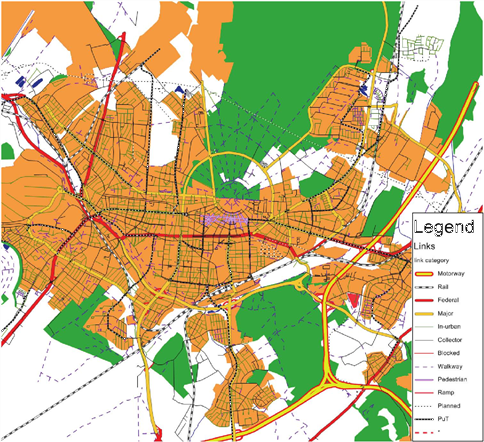 Legend
Links
link category
Motorway
Rail
Federal
Major
In-urban
Collector
Blocked
Walkway
Pedestrian
Ramp
Planned
PuT